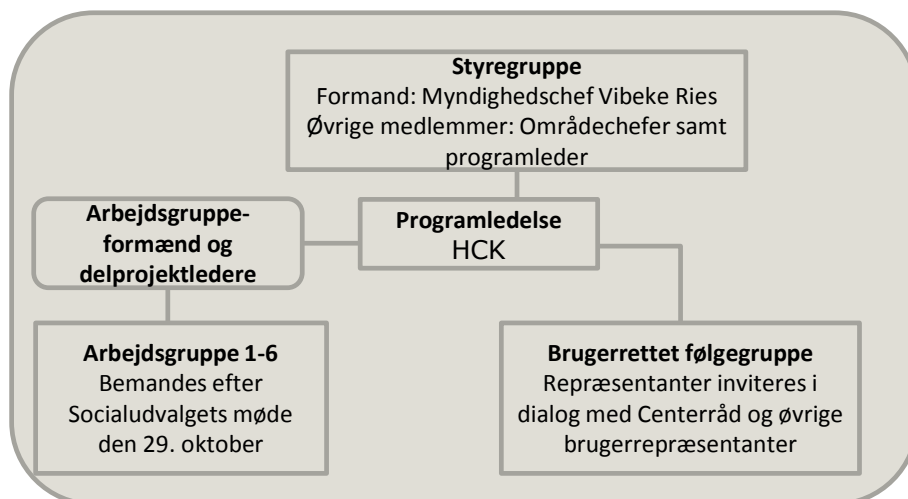 Styregruppe
Formand: Myndighedschef Vibeke Ries
Øvrige medlemmer: Områdechefer samt
programleder
Arbejdsgruppe-
formænd og
delprojektledere
Programledelse
HCK
Arbejdsgruppe 1-6
Bemandes efter
Socialudvalgets møde
den 29. oktober
Brugerrettet følgegruppe
Repræsentanter inviteres i
dialog med Centerråd og øvrige
brugerrepræsentanter